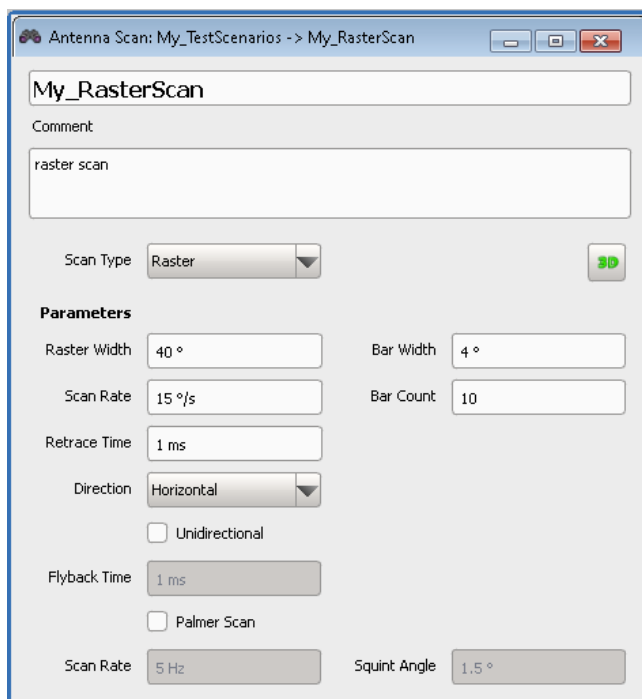 Antenna Scan: My_TestScenarios -> My_RasterScan
My_RasterScan
Comment
raster scan
Scan Type Raster 3D
Parameters
Raster Width 40 ° Bar Width 4 °
Scan Rate 15 °/s Bar Count 10
Retrace Time 1 ms
Direction Horizontal
Unidirectional
Flyback Time 1 ms
Palmer Scan
Scan Rate 5 Hz Squint Angle 1.5 °